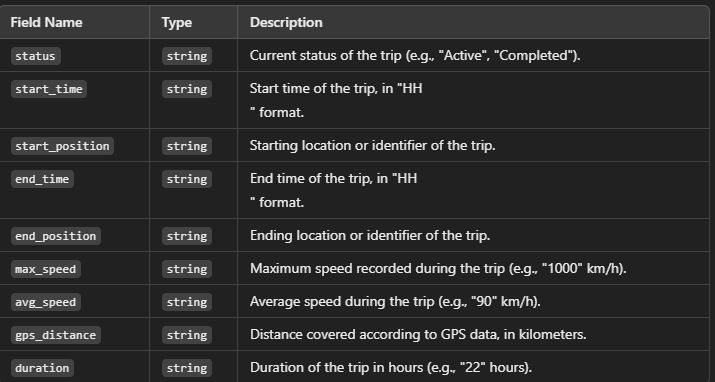 Field Name Type Description
status string Current status of the trip (e.g., "Active", "Completed").
start_time string Start time of the trip, in "HH
" format.
start_position string Starting location or identifier of the trip.
end_time string End time of the trip, in "HH
" format.
end_position string Ending location or identifier of the trip.
max_speed string Maximum speed recorded during the trip (e.g., "1000" km/h).
avg_speed string Average speed during the trip (e.g., "90" km/h).
gps_distance string Distance covered according to GPS data, in kilometers.
duration string Duration of the trip in hours (e.g., "22" hours).